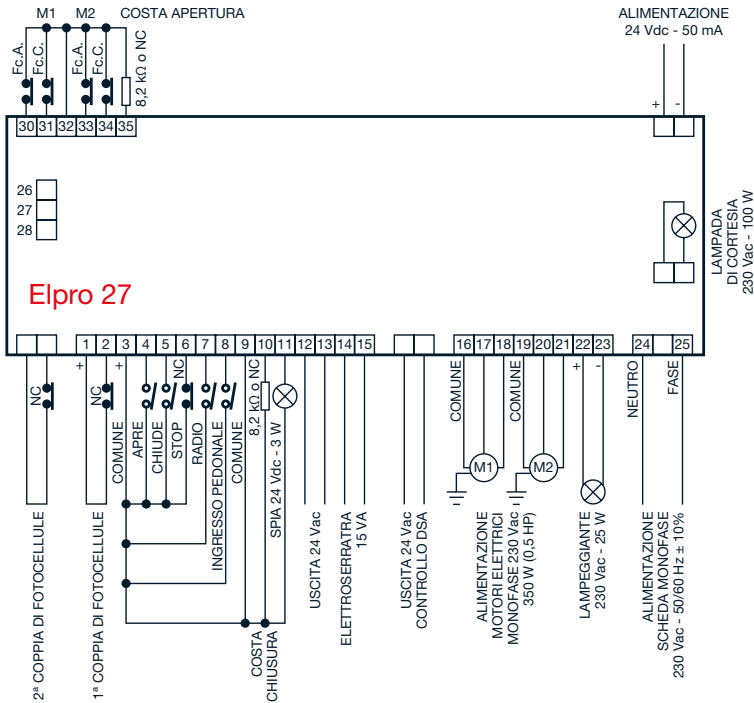 M1 M2 COSTA APERTURA
Fc.A.
Fc.C.
Fc.A.
Fc.C.
8,2 kΩ o NC
30 31 32 33 34 35
ALIMENTAZIONE
24 Vdc - 50 mA
+ -
26
27
28
LAMPADA
DI CORTESIA
230 Vac - 100 W
Elpro 27
1 2 3 4 5 6 7 8 9 10 11 12 13 14 15
16 17 18 19 20 21 22 23 24 25
+ +
+ -
NC
NC
COMUNE
APRE
CHIUDE
STOP
NC
RADIO
INGRESSO PEDONALE
COMUNE
8,2 kΩ o NC
SPIA 24 Vdc - 3 W
COMUNE
COMUNE
NEUTRO
FASE
M1
M2
2ª COPPIA DI FOTOCELLULE
1ª COPPIA DI FOTOCELLULE
COSTA
CHIUSURA
USCITA 24 Vac
ELETTROSERRATRA
15 VA
USCITA 24 Vac
CONTROLLO DSA
ALIMENTAZIONE
MOTORI ELETTRICI
MONOFASE 230 Vac
350 W (0,5 HP)
LAMPEGGIANTE
230 Vac - 25 W
ALIMENTAZIONE
SCHEDA MONOFASE
230 Vac - 50/60 Hz ± 10%